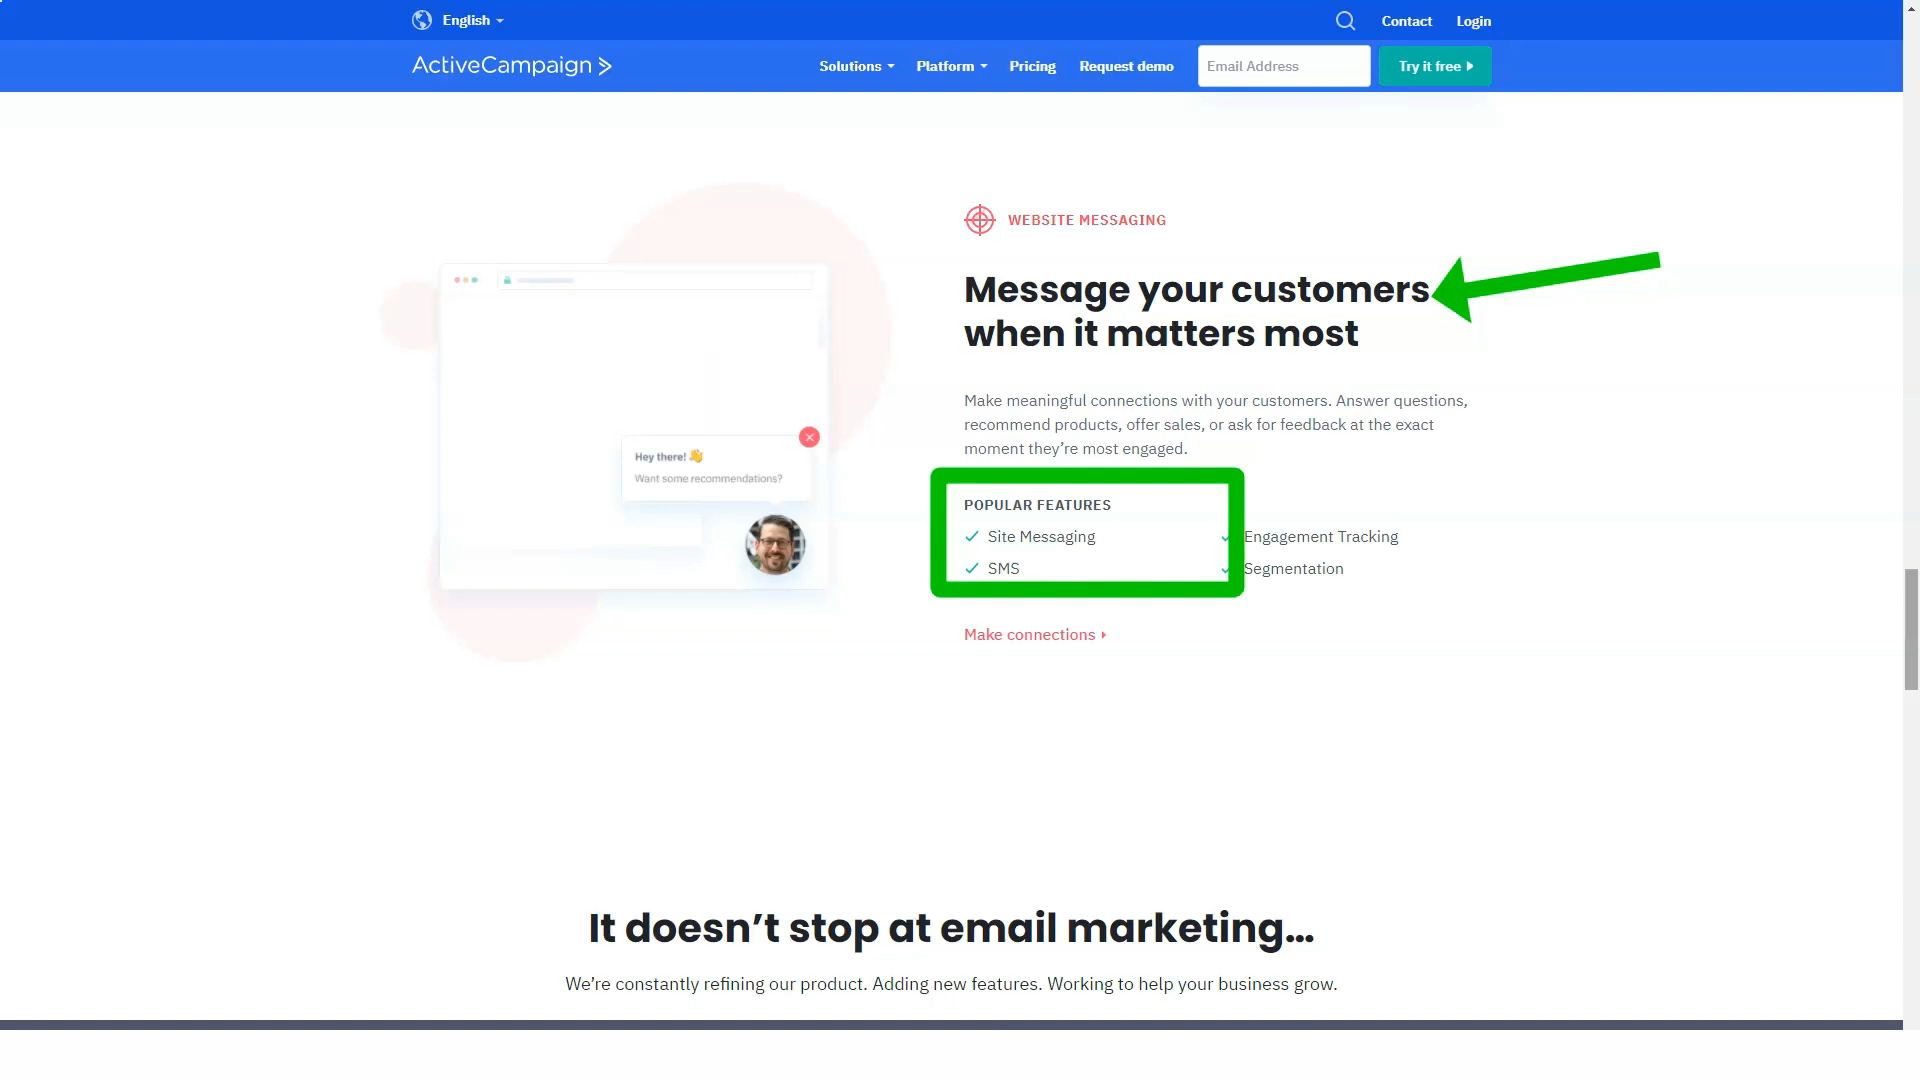 English
Contact
Login
ActiveCampaign
Solutions
Platform
Pricing
Request demo
Email Address
Try it free
WEBSITE MESSAGING
Message your customers
when it matters most
Make meaningful connections with your customers. Answer questions,
recommend products, offer sales, or ask for feedback at the exact
moment they’re most engaged.
Hey there! 👋
Want some recommendations?
POPULAR FEATURES
Site Messaging
Engagement Tracking
SMS
Segmentation
Make connections
It doesn’t stop at email marketing...
We’re constantly refining our product. Adding new features. Working to help your business grow.